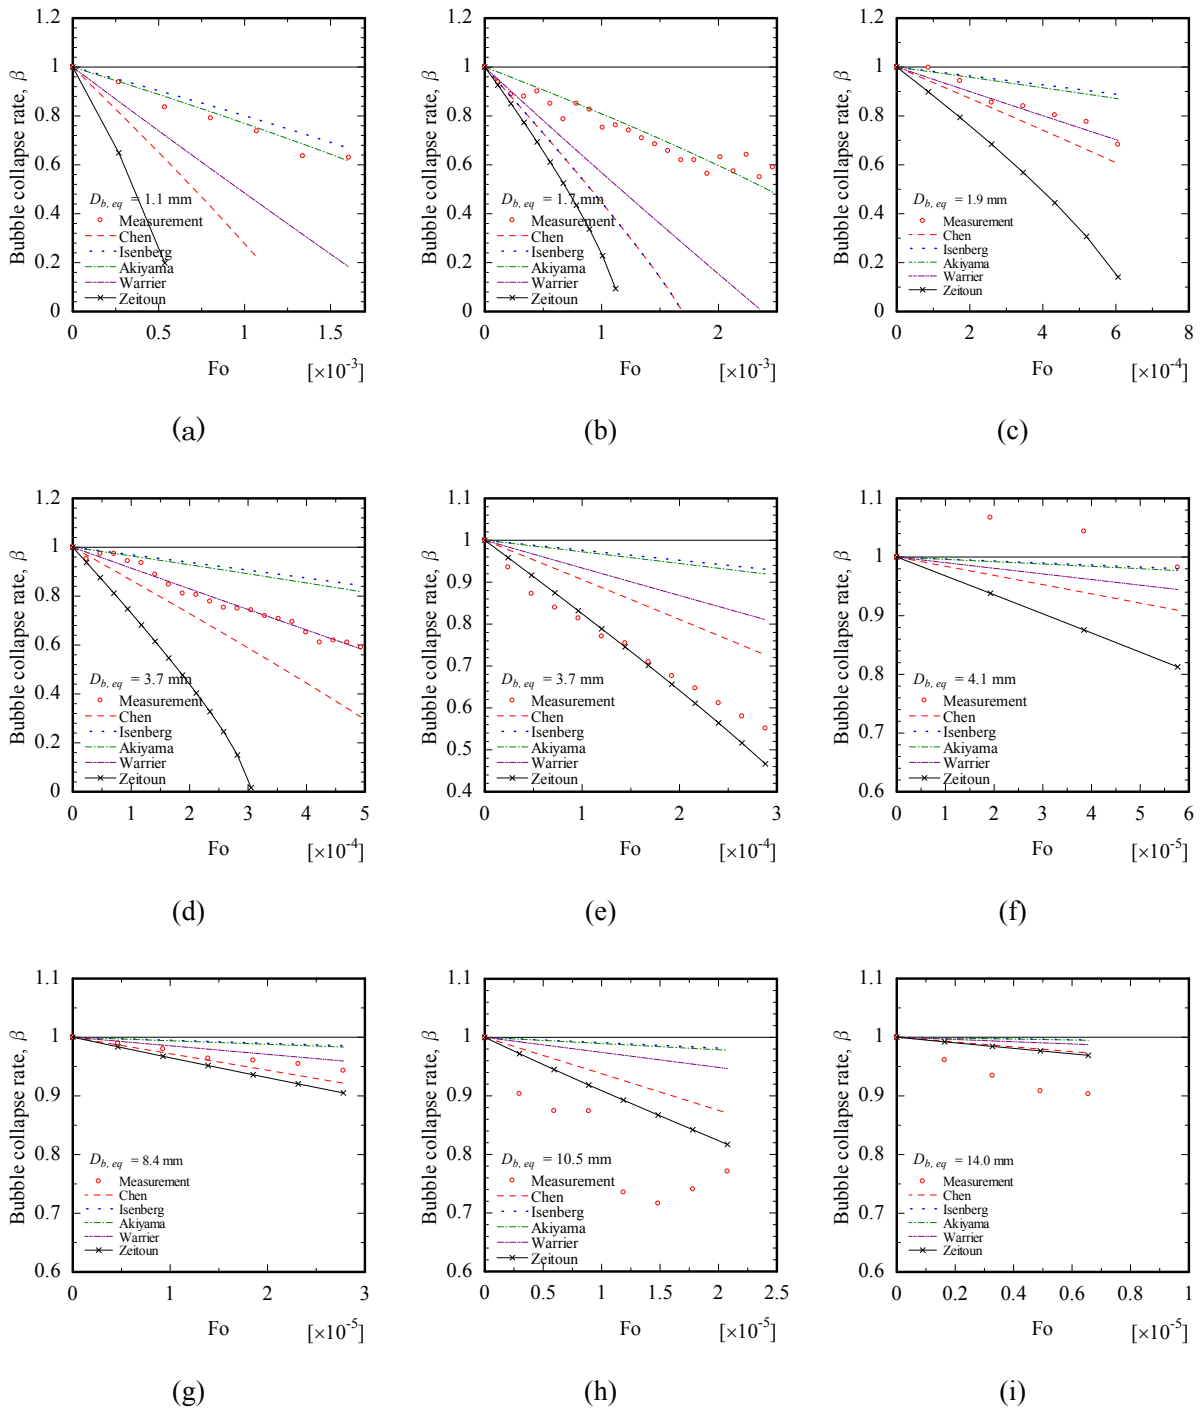 1.2
1
0.8
0.6
0.4
0.2
0
Bubble collapse rate, β
D b, eq = 1.1 mm
Measurement
Chen
Isenberg
Akiyama
Warrier
Zeitoun
0 0.5 1 1.5
Fo [×10-3]
(a)
1.2
1
0.8
0.6
0.4
0.2
0
Bubble collapse rate, β
D b, eq = 1.7 mm
Measurement
Chen
Isenberg
Akiyama
Warrier
Zeitoun
0 1 2
Fo [×10-3]
(b)
1.2
1
0.8
0.6
0.4
0.2
0
Bubble collapse rate, β
D b, eq = 1.9 mm
Measurement
Chen
Isenberg
Akiyama
Warrier
Zeitoun
0 2 4 6 8
Fo [×10-4]
(c)
1.2
1
0.8
0.6
0.4
0.2
0
Bubble collapse rate, β
D b, eq = 3.7 mm
Measurement
Chen
Isenberg
Akiyama
Warrier
Zeitoun
0 1 2 3 4 5
Fo [×10-4]
(d)
1.1
1
0.9
0.8
0.7
0.6
0.5
0.4
Bubble collapse rate, β
D b, eq = 3.7 mm
Measurement
Chen
Isenberg
Akiyama
Warrier
Zeitoun
0 1 2 3
Fo [×10-4]
(e)
1.1
1
0.9
0.8
0.7
0.6
Bubble collapse rate, β
D b, eq = 4.1 mm
Measurement
Chen
Isenberg
Akiyama
Warrier
Zeitoun
0 1 2 3 4 5 6
Fo [×10-5]
(f)
1.1
1
0.9
0.8
0.7
0.6
Bubble collapse rate, β
D b, eq = 8.4 mm
Measurement
Chen
Isenberg
Akiyama
Warrier
Zeitoun
0 1 2 3
Fo [×10-5]
(g)
1.1
1
0.9
0.8
0.7
0.6
Bubble collapse rate, β
D b, eq = 10.5 mm
Measurement
Chen
Isenberg
Akiyama
Warrier
Zeitoun
0 0.5 1 1.5 2 2.5
Fo [×10-5]
(h)
1.1
1
0.9
0.8
0.7
0.6
Bubble collapse rate, β
D b, eq = 14.0 mm
Measurement
Chen
Isenberg
Akiyama
Warrier
Zeitoun
0 0.2 0.4 0.6 0.8 1
Fo [×10-5]
(i)